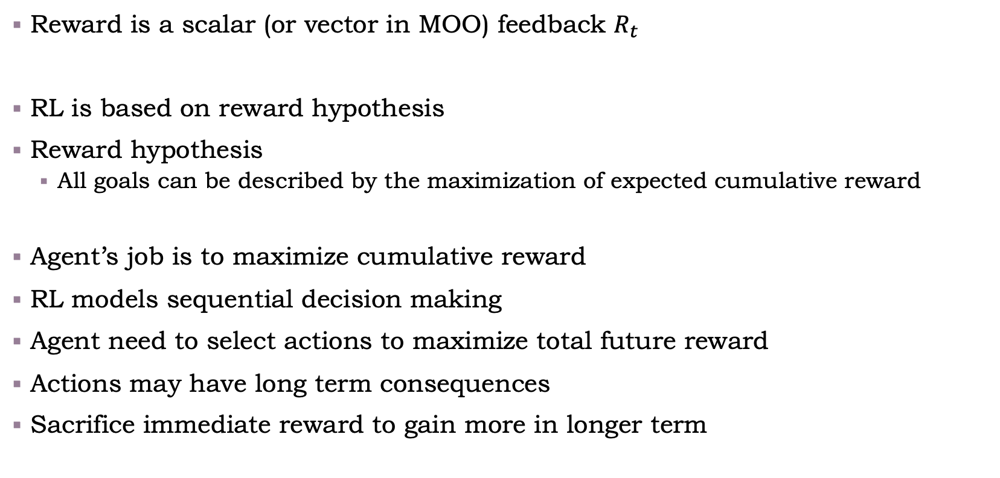 ▪ Reward is a scalar (or vector in MOO) feedback Rₜ
▪ RL is based on reward hypothesis
▪ Reward hypothesis
▪ All goals can be described by the maximization of expected cumulative reward
▪ Agent’s job is to maximize cumulative reward
▪ RL models sequential decision making
▪ Agent need to select actions to maximize total future reward
▪ Actions may have long term consequences
▪ Sacrifice immediate reward to gain more in longer term